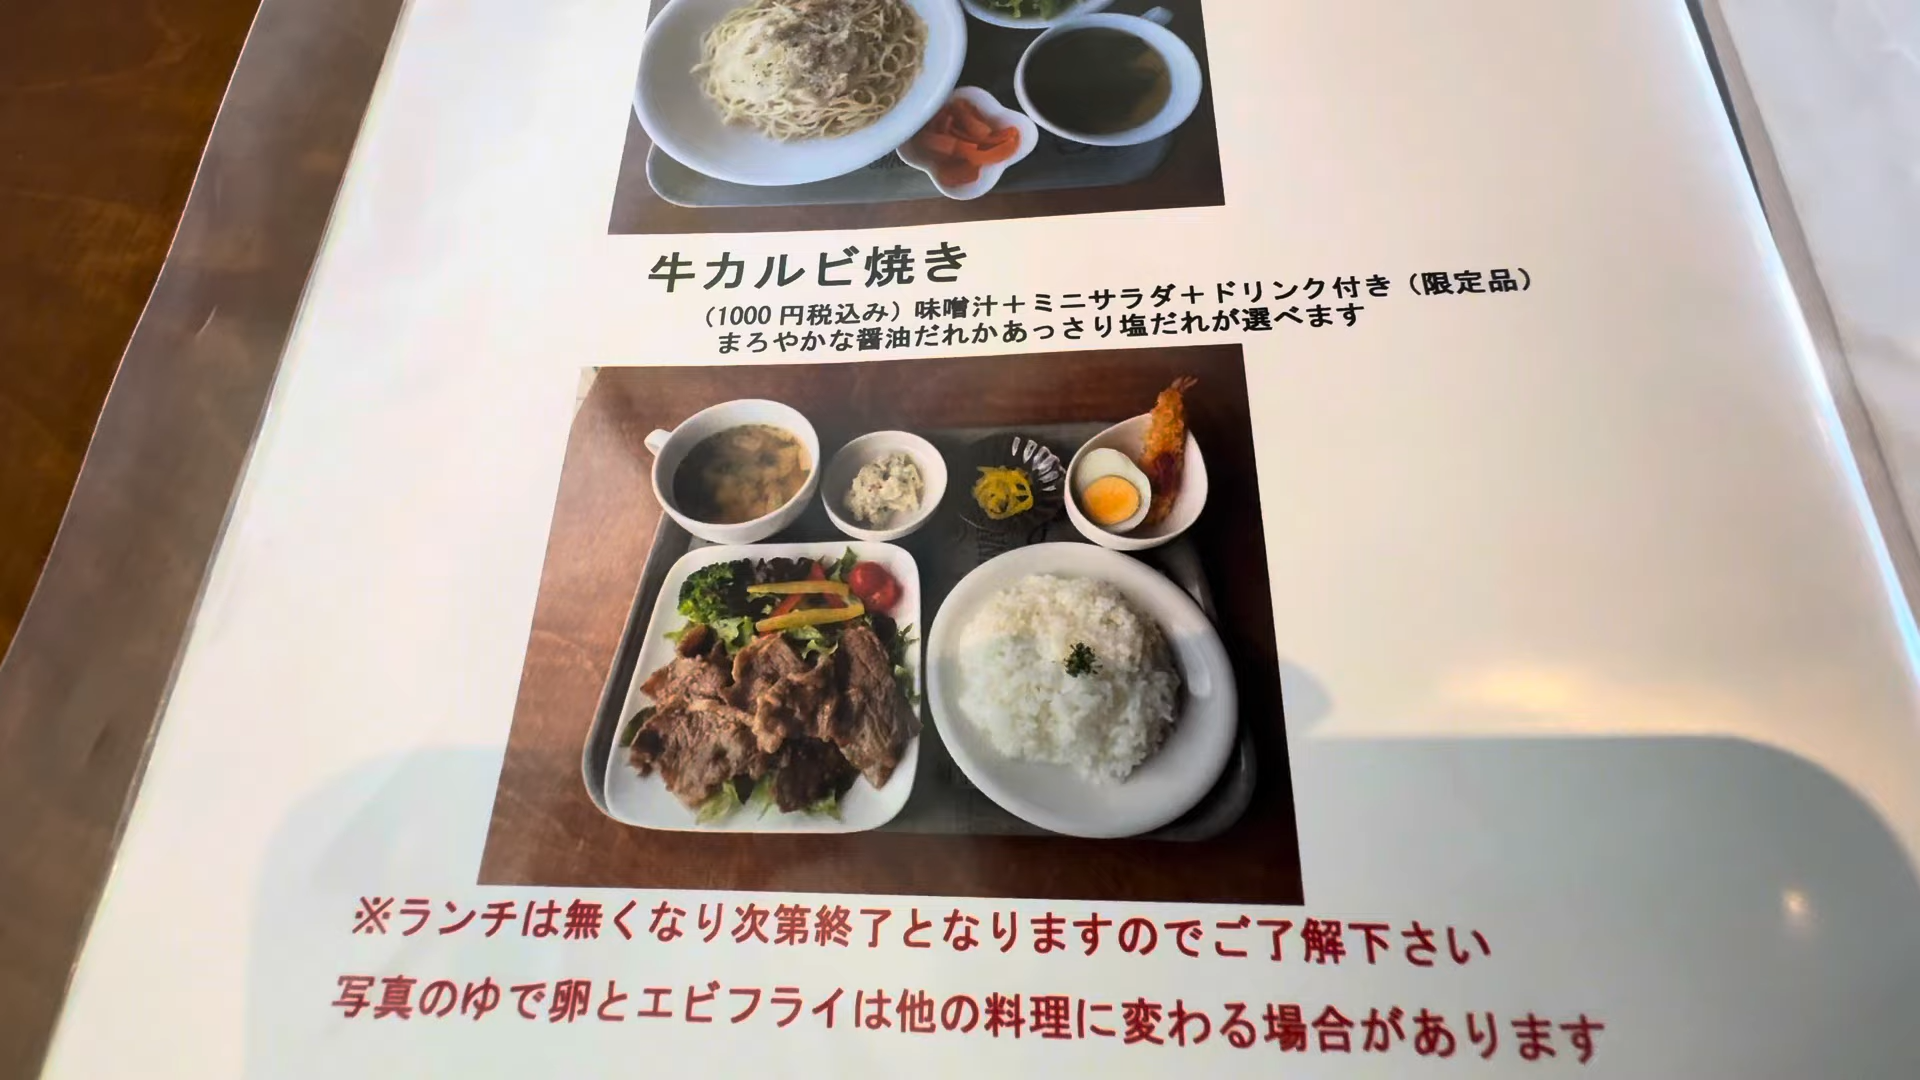 牛カルビ焼き
（1000円税込み）味噌汁＋ミニサラダ＋ドリンク付き（限定品）
まろやかな醤油だれかあっさり塩だれが選べます
※ランチは無くなり次第終了となりますのでご了解下さい
写真のゆで卵とエビフライは他の料理に変わる場合があります